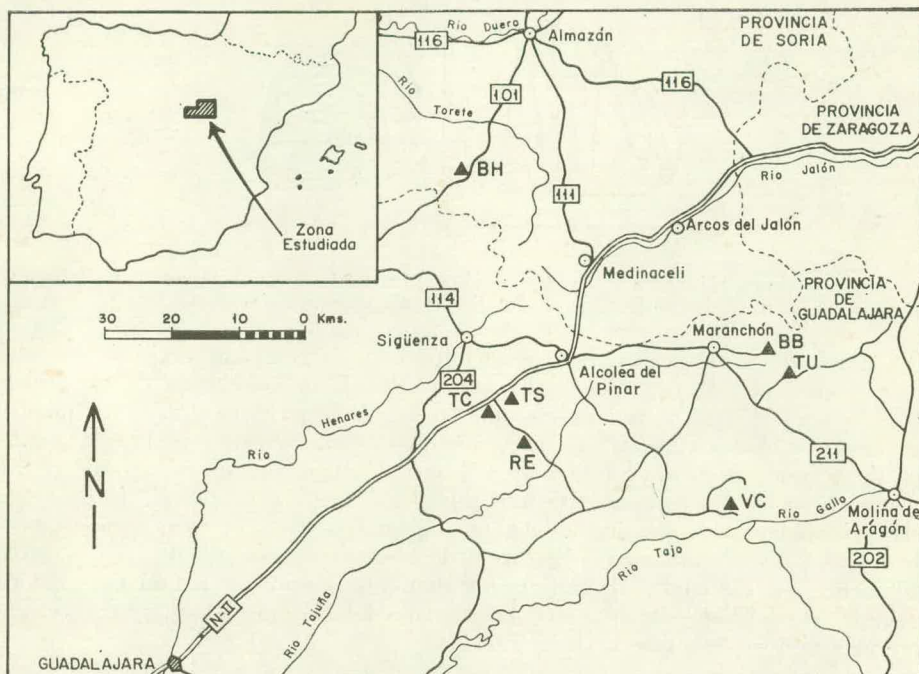 Rio Duero
116
Almazán
PROVINCIA
DE SORIA
Rio
Torete
101
116
PROVINCIA
DE ZARAGOZA
BH
111
Rio Jalón
Zona
Estudiada
Arcos del Jalón
Medinaceli
114
PROVINCIA
DE
GUADALAJARA
30 20 10 0 Kms.
Sigüenza
Maranchón
BB
TU
204
Alcolea del
Pinar
TC
TS
Rio Henares
RE
N
211
VC
Rio Gallo
Molina de
Aragón
Rio Tajo
202
N-II
Rio Tajuña
GUADALAJARA